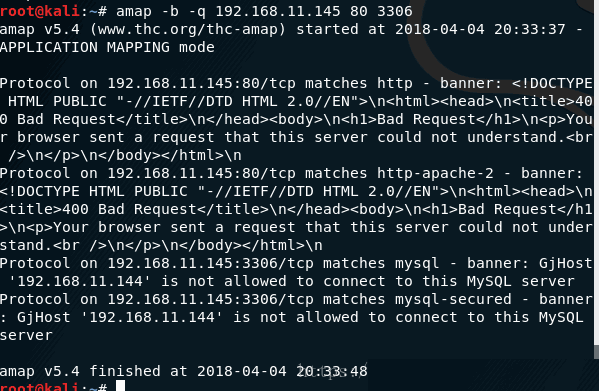 root@kali:~# amap -b -q 192.168.11.145 80 3306
amap v5.4 (www.thc.org/thc-amap) started at 2018-04-04 20:33:37 -
APPLICATION MAPPING mode
Protocol on 192.168.11.145:80/tcp matches http - banner: <!DOCTYPE
 HTML PUBLIC "-//IETF//DTD HTML 2.0//EN">\n<html><head>\n<title>40
0 Bad Request</title>\n</head><body>\n<h1>Bad Request</h1>\n<p>You
r browser sent a request that this server could not understand.<br
 />\n</p>\n</body></html>\n
Protocol on 192.168.11.145:80/tcp matches http-apache-2 - banner:
<!DOCTYPE HTML PUBLIC "-//IETF//DTD HTML 2.0//EN">\n<html><head>\n
<title>400 Bad Request</title>\n</head><body>\n<h1>Bad Request</h1
>\n<p>Your browser sent a request that this server could not under
stand.<br />\n</p>\n</body></html>\n
Protocol on 192.168.11.145:3306/tcp matches mysql - banner: GjHost
 '192.168.11.144' is not allowed to connect to this MySQL server
Protocol on 192.168.11.145:3306/tcp matches mysql-secured - banner
: GjHost '192.168.11.144' is not allowed to connect to this MySQL
server
amap v5.4 finished at 2018-04-04 20:33:48
root@kali:~#